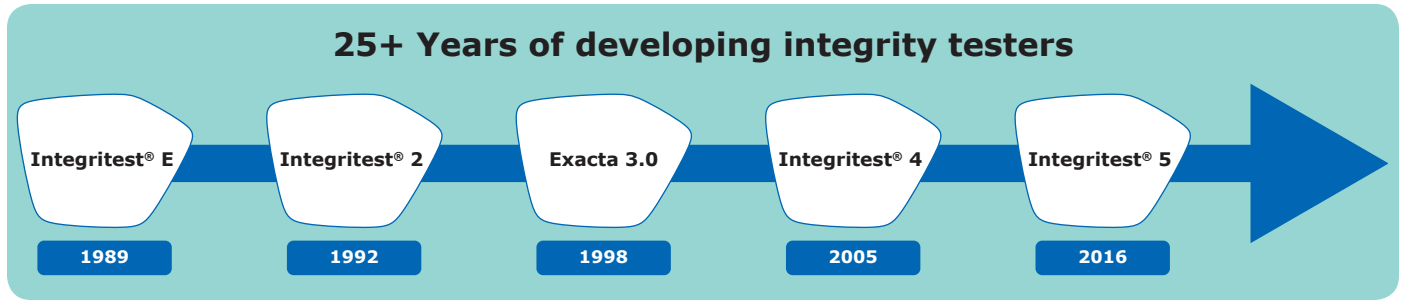 25+ Years of developing integrity testers
Integritest® E
Integritest® 2
Exacta 3.0
Integritest® 4
Integritest® 5
1989
1992
1998
2005
2016